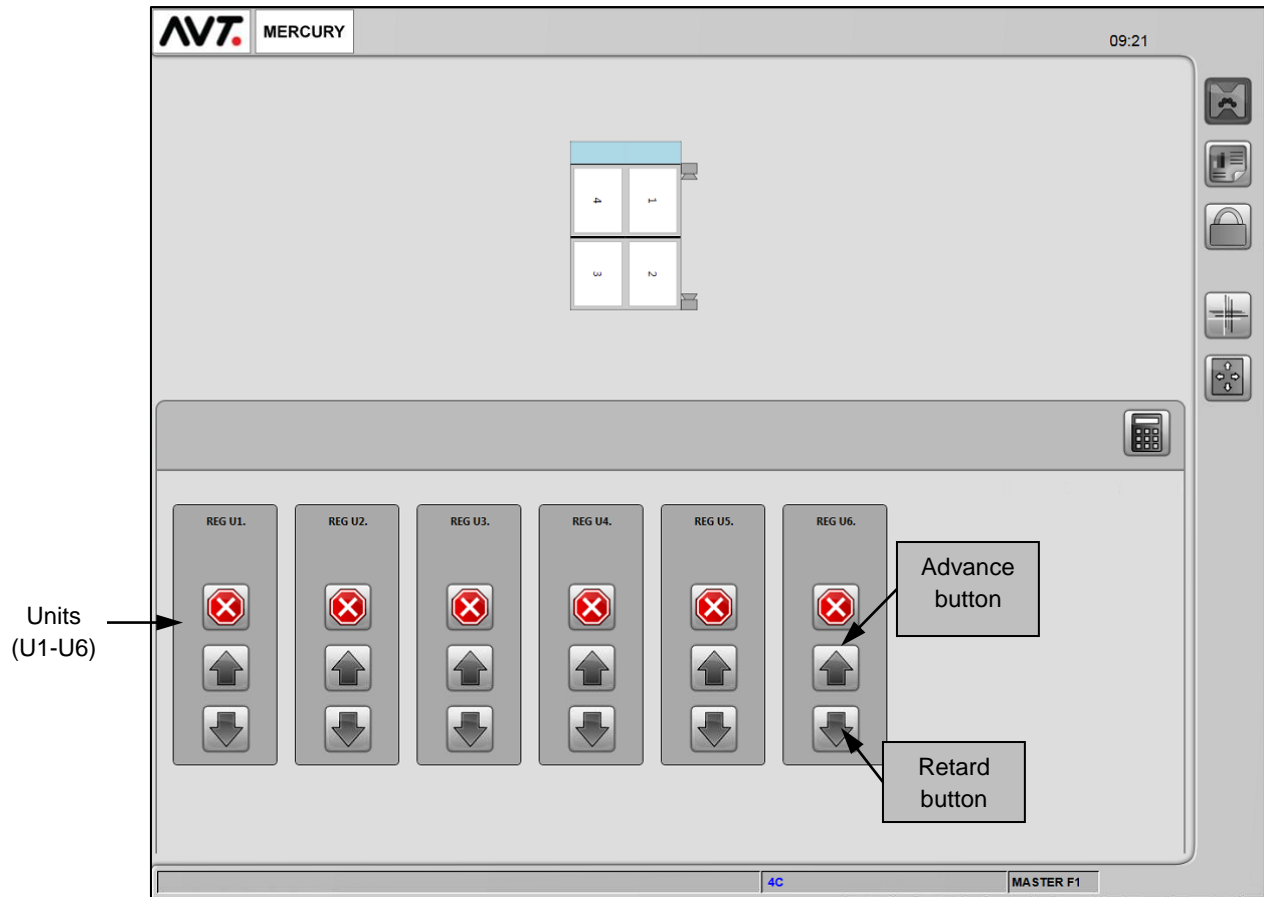 AVT. MERCURY
09:21
4 1
3 2
REG U1. REG U2. REG U3. REG U4. REG U5. REG U6.
Advance
button
Units
(U1-U6)
Retard
button
4C MASTER F1